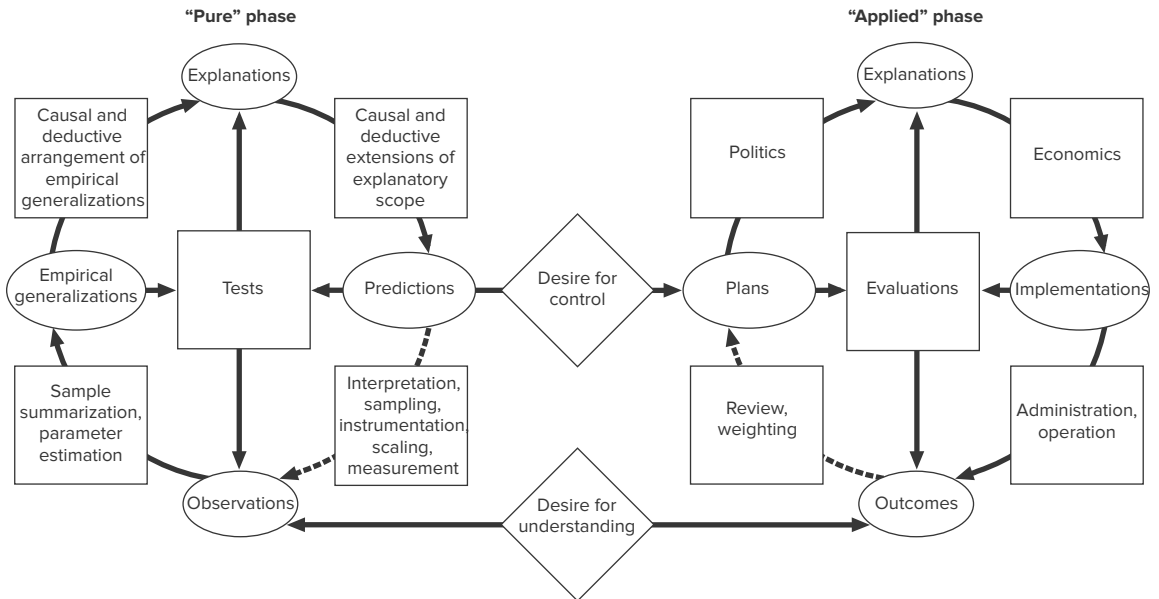 “Pure” phase
Explanations
Causal and
deductive
arrangement of
empirical
generalizations
Causal and
deductive
extensions of
explanatory
scope
Empirical
generalizations
Tests
Predictions
Sample
summarization,
parameter
estimation
Interpretation,
sampling,
instrumentation,
scaling,
measurement
Observations
Desire for
control
Desire for
understanding
“Applied” phase
Explanations
Politics
Economics
Plans
Evaluations
Implementations
Review,
weighting
Administration,
operation
Outcomes